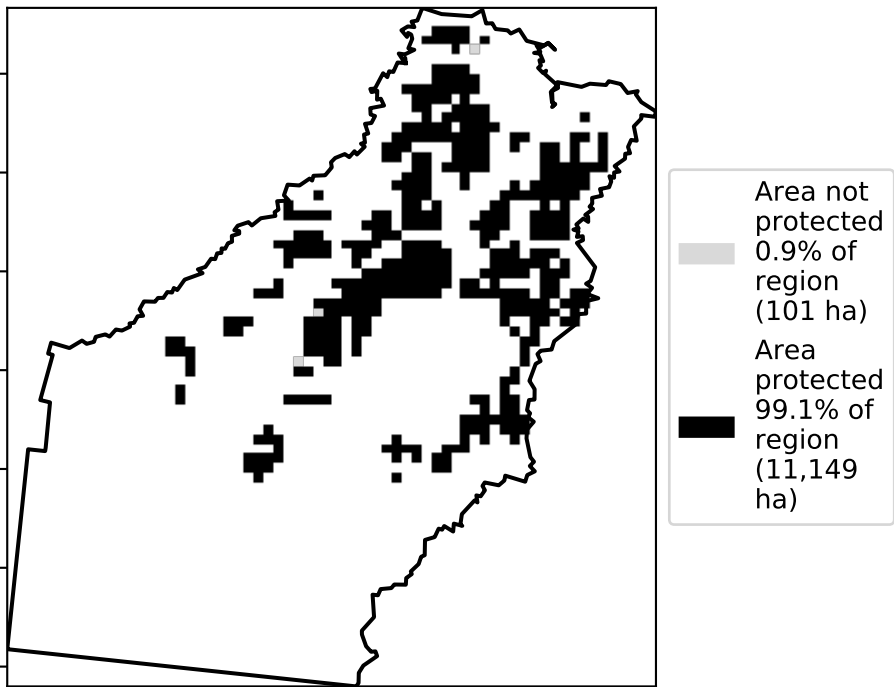 Area not
protected
0.9% of
region
(101 ha)
Area
protected
99.1% of
region
(11,149
ha)